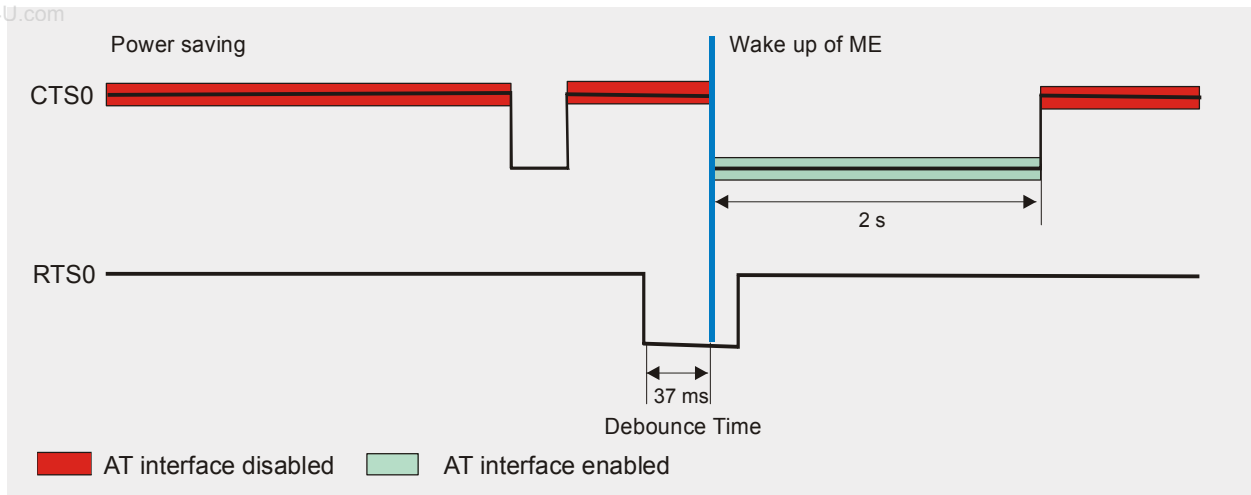 U.com
Power saving
Wake up of ME
CTS0
2 s
RTS0
37 ms
Debounce Time
AT interface disabled
AT interface enabled